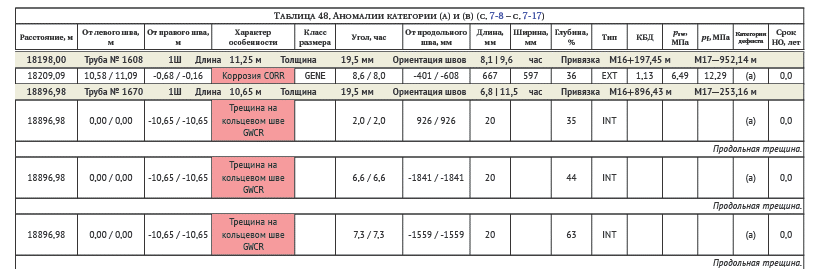 Таблица 48. Аномалии категории (а) и (в) (с. 7-8 – с. 7-17)
Расстояние, м От левого шва, м От правого шва, м Характер особенности Класс размера Угол, час От продольного шва, мм Длина, мм Ширина, мм Глубина, % Тип КБД МПа МПа Категория дефекта Срок НО, лет
18198,00 Труба № 1608 1Ш Длина 11,25 м Толщина 19,5 мм Ориентация швов 8,1 | 9,6 час Привязка М16+197,45 м М17—952,14 м
18209,09 10,58 / 11,09 -0,68 / -0,16 Коррозия CORR GENE 8,6 / 8,0 -401 / -608 667 597 36 EXT 1,13 6,49 12,29 (a) 0,0
18896,98 Труба № 1670 1Ш Длина 10,65 м Толщина 19,5 мм Ориентация швов 6,8 | 11,5 час Привязка М16+896,43 м М17—253,16 м
18896,98 0,00 / 0,00 -10,65 / -10,65 Трещина на кольцевом шве GWCR 2,0 / 2,0 926 / 926 20 35 INT (a) 0,0
Продольная трещина.
18896,98 0,00 / 0,00 -10,65 / -10,65 Трещина на кольцевом шве GWCR 6,6 / 6,6 -1841 / -1841 20 44 INT (a) 0,0
Продольная трещина.
18896,98 0,00 / 0,00 -10,65 / -10,65 Трещина на кольцевом шве GWCR 7,3 / 7,3 -1559 / -1559 20 63 INT (a) 0,0
Продольная трещина.